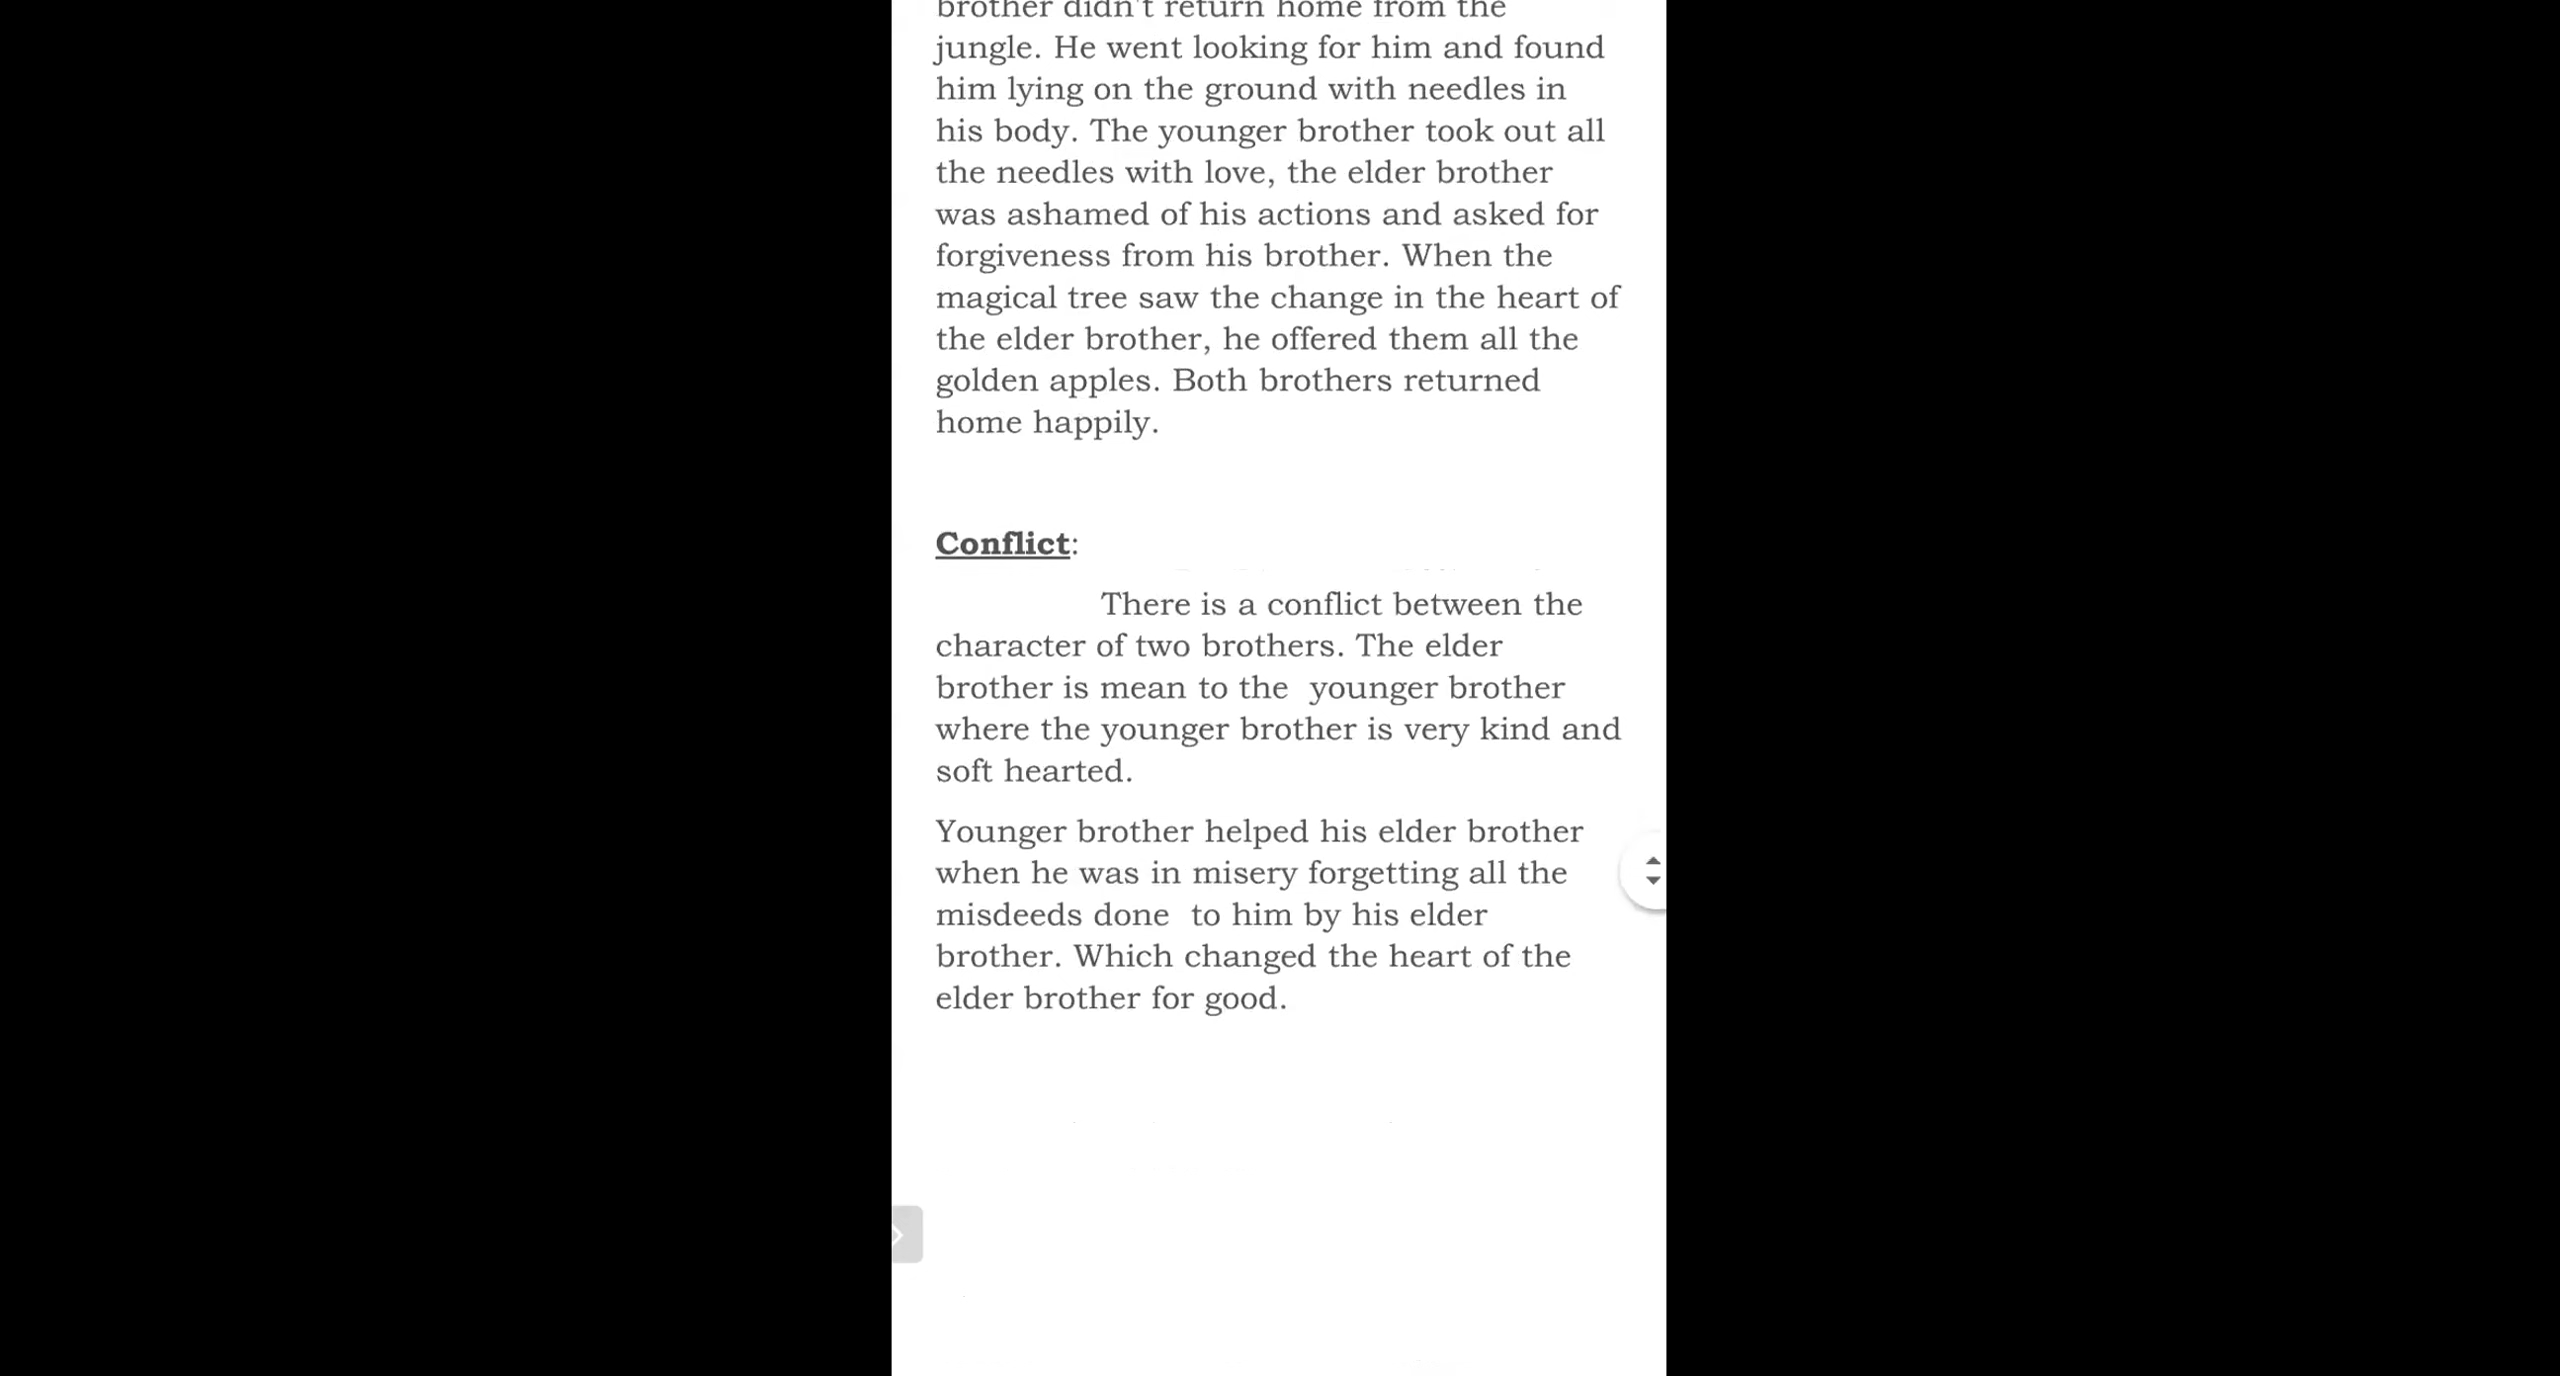 brother didn't return home from the
jungle. He went looking for him and found
him lying on the ground with needles in
his body. The younger brother took out all
the needles with love, the elder brother
was ashamed of his actions and asked for
forgiveness from his brother. When the
magical tree saw the change in the heart of
the elder brother, he offered them all the
golden apples. Both brothers returned
home happily.
Conflict:
There is a conflict between the
character of two brothers. The elder
brother is mean to the  younger brother
where the younger brother is very kind and
soft hearted.
Younger brother helped his elder brother
when he was in misery forgetting all the
misdeeds done  to him by his elder
brother. Which changed the heart of the
elder brother for good.